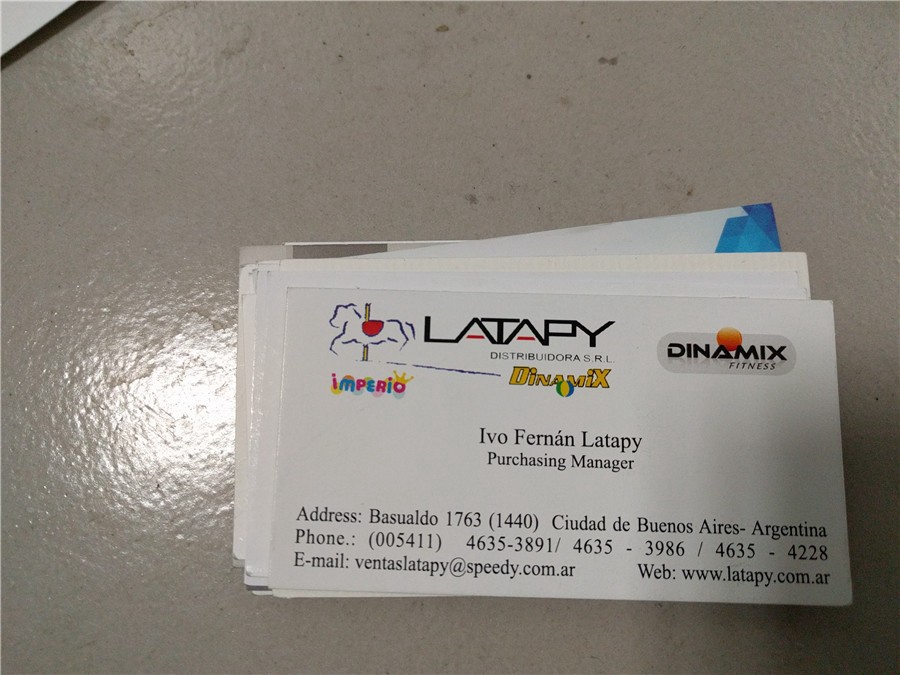 LATAPY
DISTRIBUIDORA S.R.L.
iMPERiO
DiNAMiX
DINAMIX
FITNESS
Ivo Fernán Latapy
Purchasing Manager
Address: Basualdo 1763 (1440) Ciudad de Buenos Aires- Argentina
Phone.: (005411) 4635-3891/ 4635 - 3986 / 4635 - 4228
E-mail: ventaslatapy@speedy.com.ar Web: www.latapy.com.ar